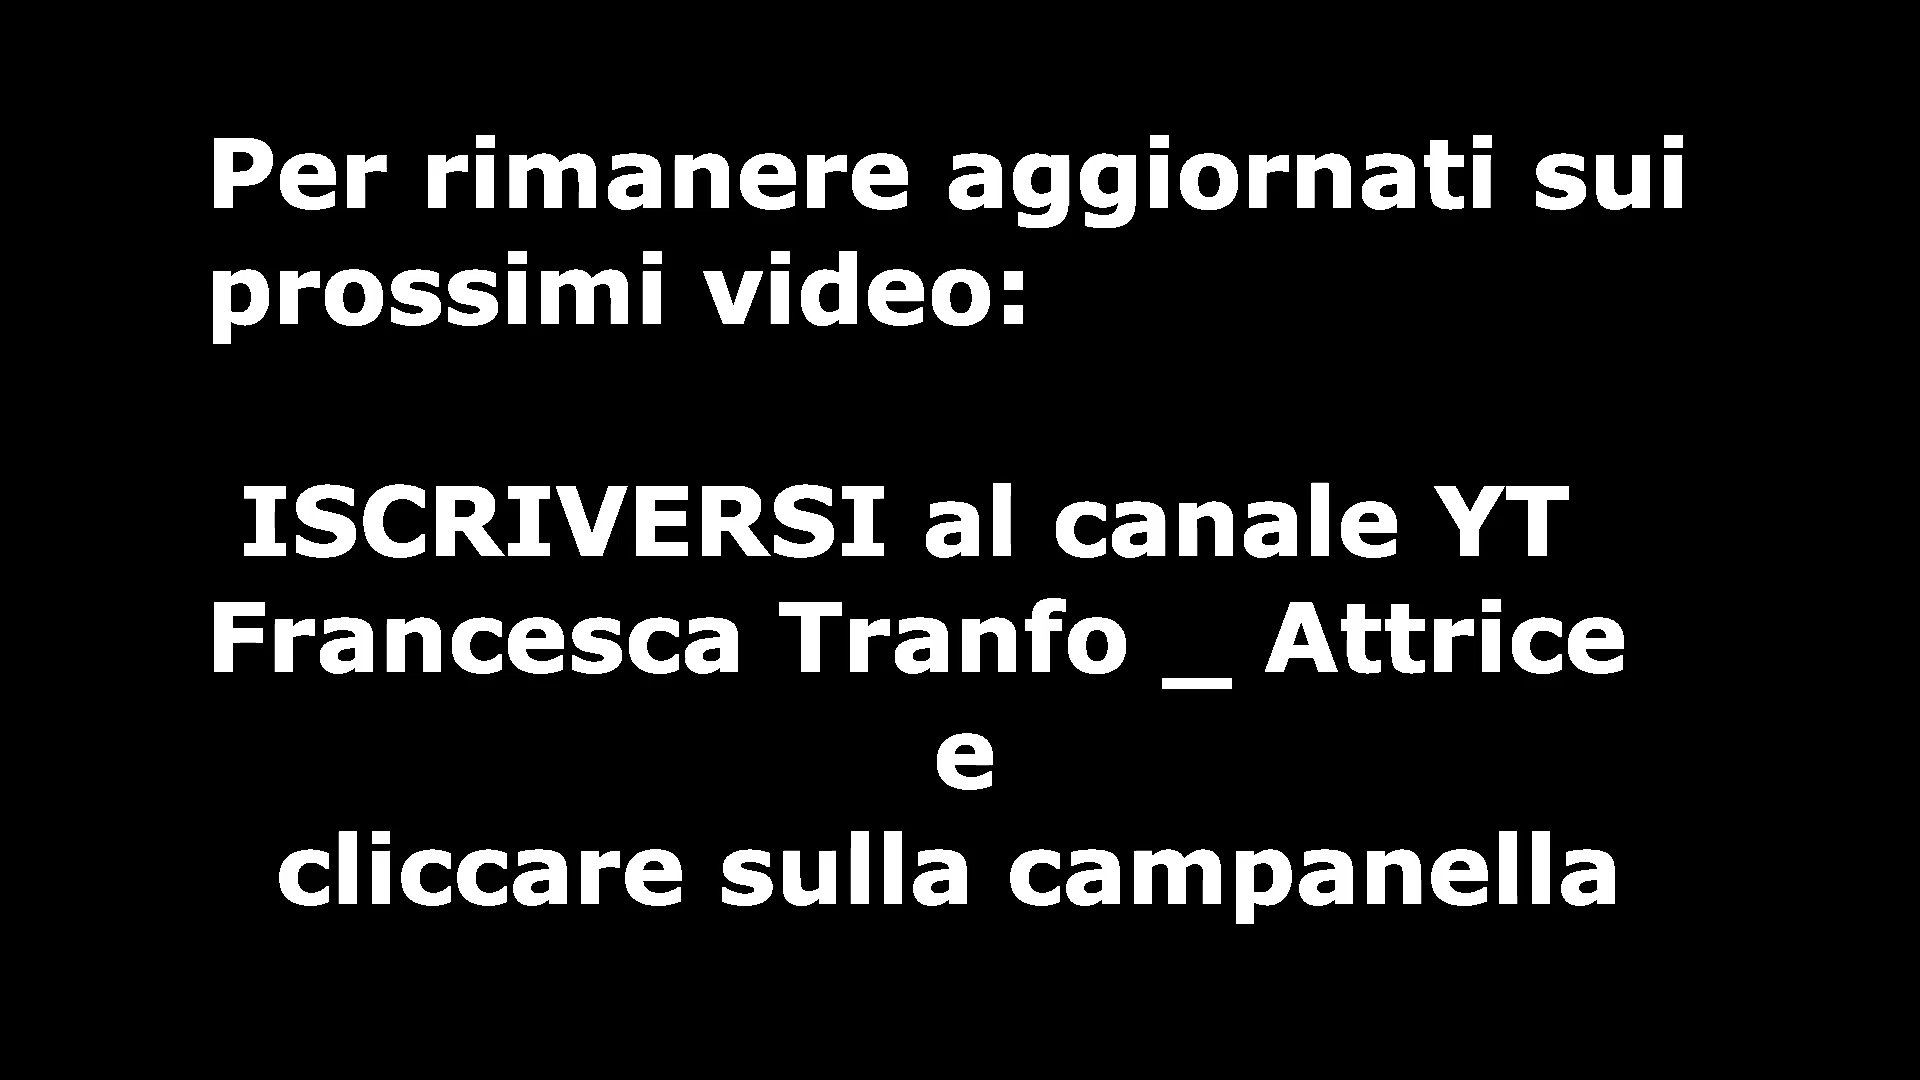 Per rimanere aggiornati sui
prossimi video:
ISCRIVERSI al canale YT
Francesca Tranfo _ Attrice
e
cliccare sulla campanella